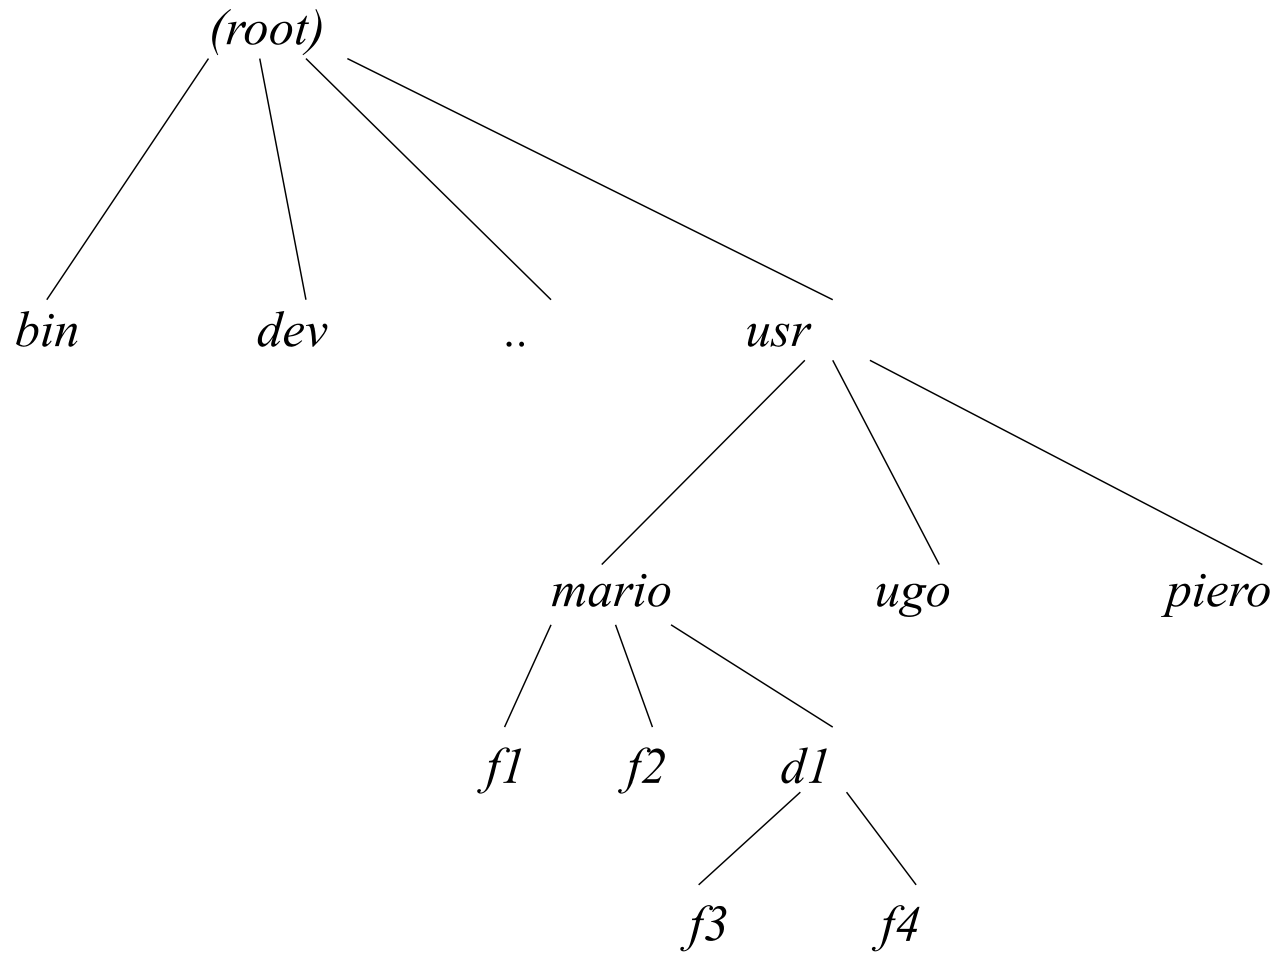 (root)
bin dev .. usr
mario ugo piero
f1 f2 d1
f3 f4